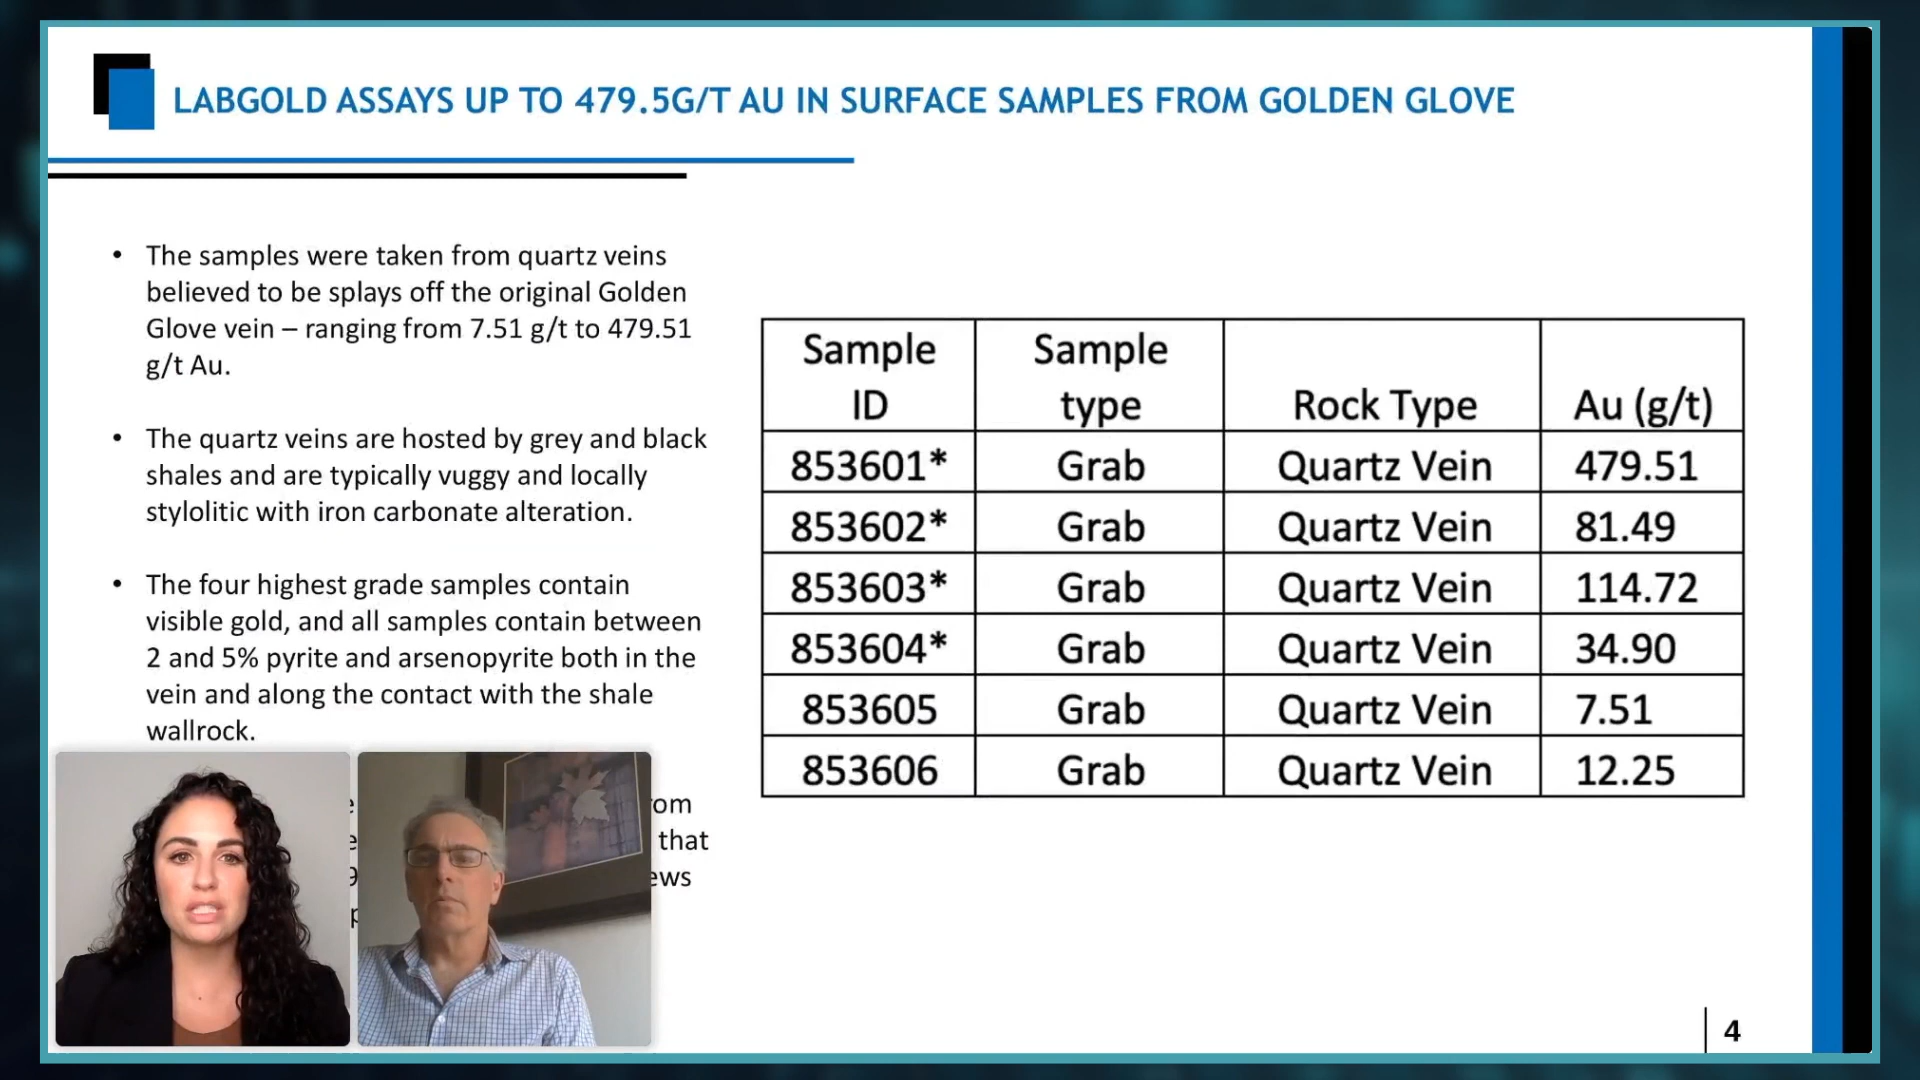 LABGOLD ASSAYS UP TO 479.5G/T AU IN SURFACE SAMPLES FROM GOLDEN GLOVE
• The samples were taken from quartz veins
believed to be splays off the original Golden
Glove vein – ranging from 7.51 g/t to 479.51
g/t Au.
• The quartz veins are hosted by grey and black
shales and are typically vuggy and locally
stylolitic with iron carbonate alteration.
• The four highest grade samples contain
visible gold, and all samples contain between
2 and 5% pyrite and arsenopyrite both in the
vein and along the contact with the shale
wallrock.
that
Sample ID Sample type Rock Type Au (g/t)
853601* Grab Quartz Vein 479.51
853602* Grab Quartz Vein 81.49
853603* Grab Quartz Vein 114.72
853604* Grab Quartz Vein 34.90
853605 Grab Quartz Vein 7.51
853606 Grab Quartz Vein 12.25
4